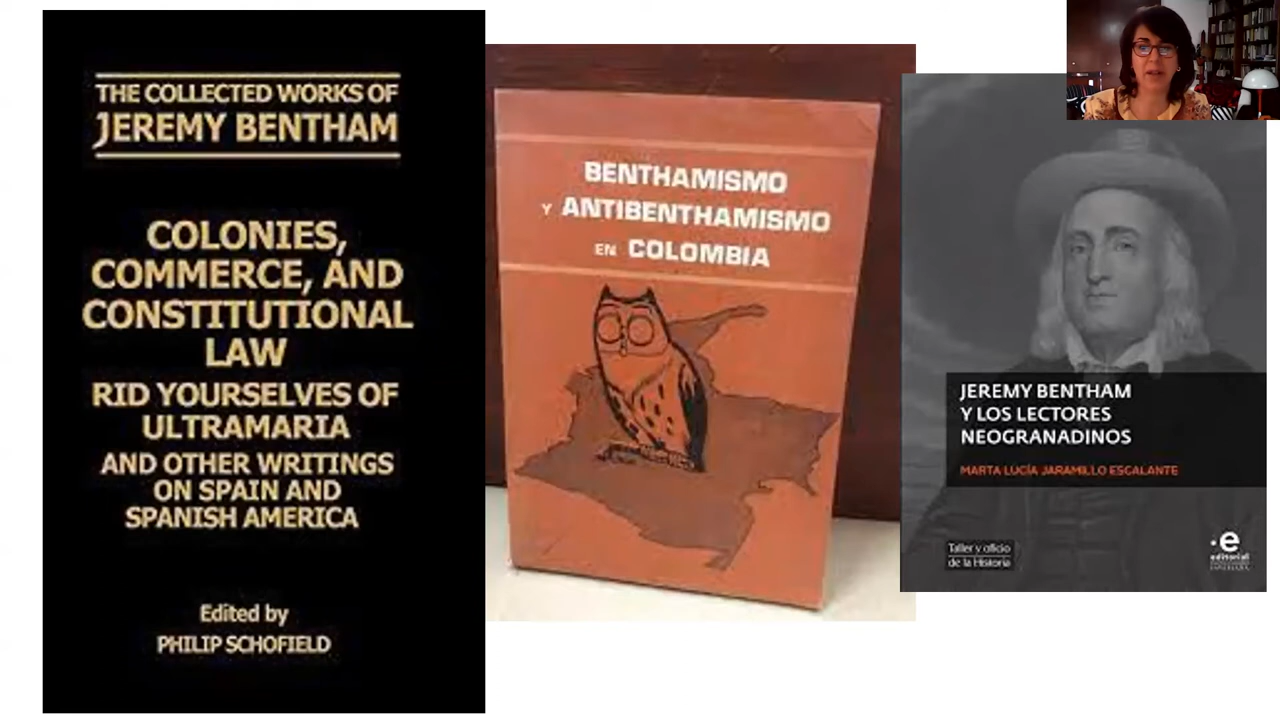 THE COLLECTED WORKS OF
JEREMY BENTHAM
COLONIES,
COMMERCE, AND
CONSTITUTIONAL
LAW
RID YOURSELVES OF
ULTRAMARIA
AND OTHER WRITINGS
ON SPAIN AND
SPANISH AMERICA
Edited by
PHILIP SCHOFIELD
BENTHAMISMO
Y ANTIBENTHAMISMO
EN COLOMBIA
JEREMY BENTHAM
Y LOS LECTORES
NEOGRANADINOS
MARTA LUCÍA JARAMILLO ESCALANTE
Taller y oficio
de la Historia
e
editorial